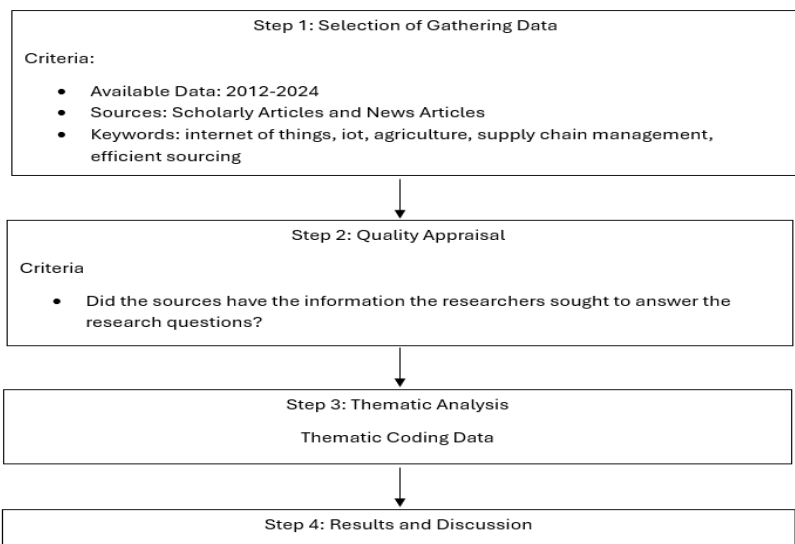 Step 1: Selection of Gathering Data
Criteria:
• Available Data: 2012-2024
• Sources: Scholarly Articles and News Articles
• Keywords: internet of things, iot, agriculture, supply chain management,
efficient sourcing
Step 2: Quality Appraisal
Criteria
• Did the sources have the information the researchers sought to answer the
research questions?
Step 3: Thematic Analysis
Thematic Coding Data
Step 4: Results and Discussion